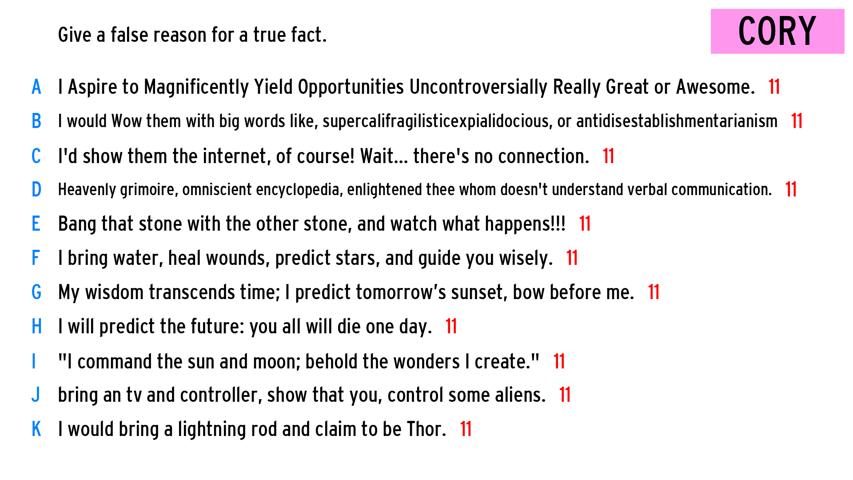 Give a false reason for a true fact.
CORY
A I Aspire to Magnificently Yield Opportunities Uncontroversially Really Great or Awesome. 11
B I would Wow them with big words like, supercalifragilisticexpialidocious, or antidisestablishmentarianism 11
C I'd show them the internet, of course! Wait... there's no connection. 11
D Heavenly grimoire, omniscient encyclopedia, enlightened thee whom doesn't understand verbal communication. 11
E Bang that stone with the other stone, and watch what happens!!! 11
F I bring water, heal wounds, predict stars, and guide you wisely. 11
G My wisdom transcends time; I predict tomorrow’s sunset, bow before me. 11
H I will predict the future: you all will die one day. 11
I "I command the sun and moon; behold the wonders I create." 11
J bring an tv and controller, show that you, control some aliens. 11
K I would bring a lightning rod and claim to be Thor. 11